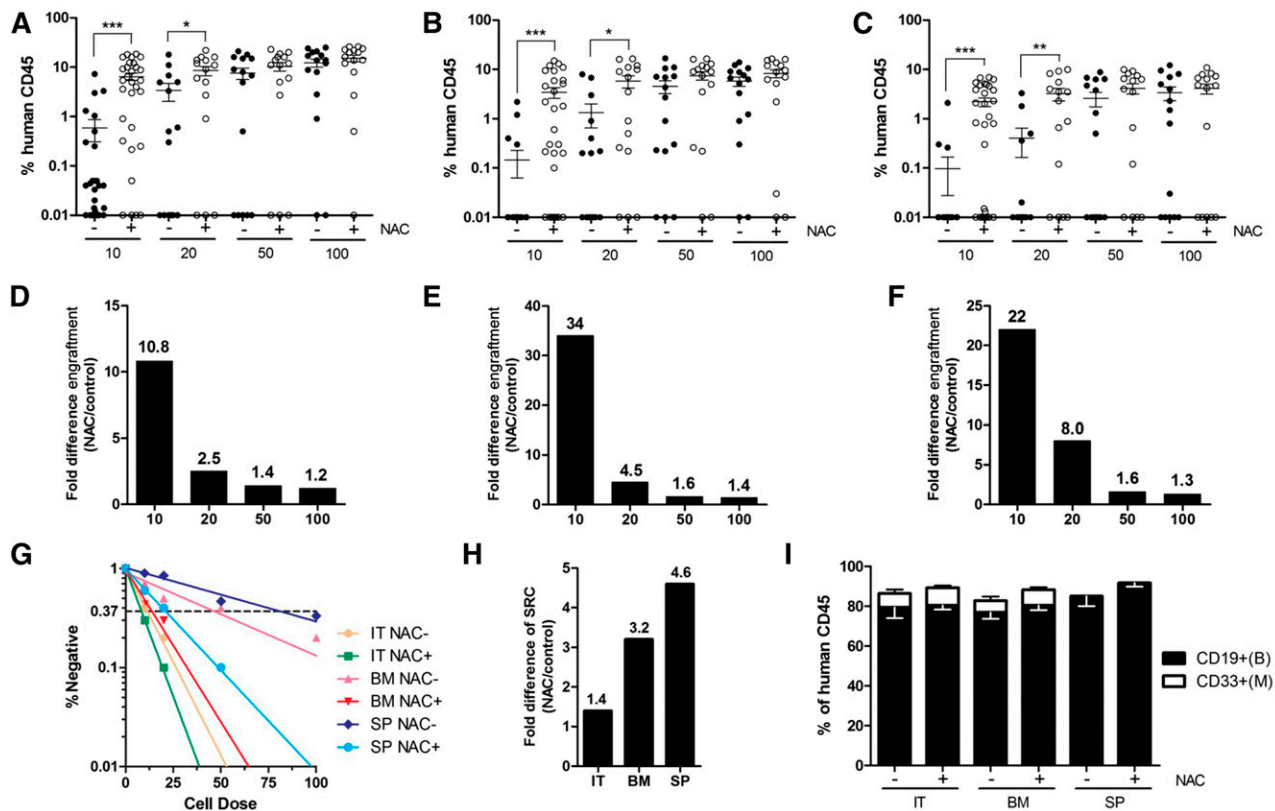 A
% human CD45
100
10
1
0.1
0.01
***
*
- + - + - + - + NAC
10 20 50 100
B
% human CD45
100
10
1
0.1
0.01
***
*
- + - + - + - + NAC
10 20 50 100
C
% human CD45
100
10
1
0.1
0.01
***
**
- + - + - + - + NAC
10 20 50 100
D
Fold difference engraftment
(NAC/control)
15
10
5
0
10.8
2.5
1.4
1.2
10 20 50 100
E
Fold difference engraftment
(NAC/control)
40
30
20
10
0
34
4.5
1.6
1.4
10 20 50 100
F
Fold difference engraftment
(NAC/control)
25
20
15
10
5
0
22
8.0
1.6
1.3
10 20 50 100
G
% Negative
1
0.37
0.1
0.01
0 25 50 75 100
Cell Dose
IT NAC-
IT NAC+
BM NAC-
BM NAC+
SP NAC-
SP NAC+
H
Fold difference of SRC
(NAC/control)
5
4
3
2
1
0
1.4
3.2
4.6
IT BM SP
I
% of human CD45
100
80
60
40
20
0
- + - + - + NAC
IT BM SP
CD19+(B)
CD33+(M)